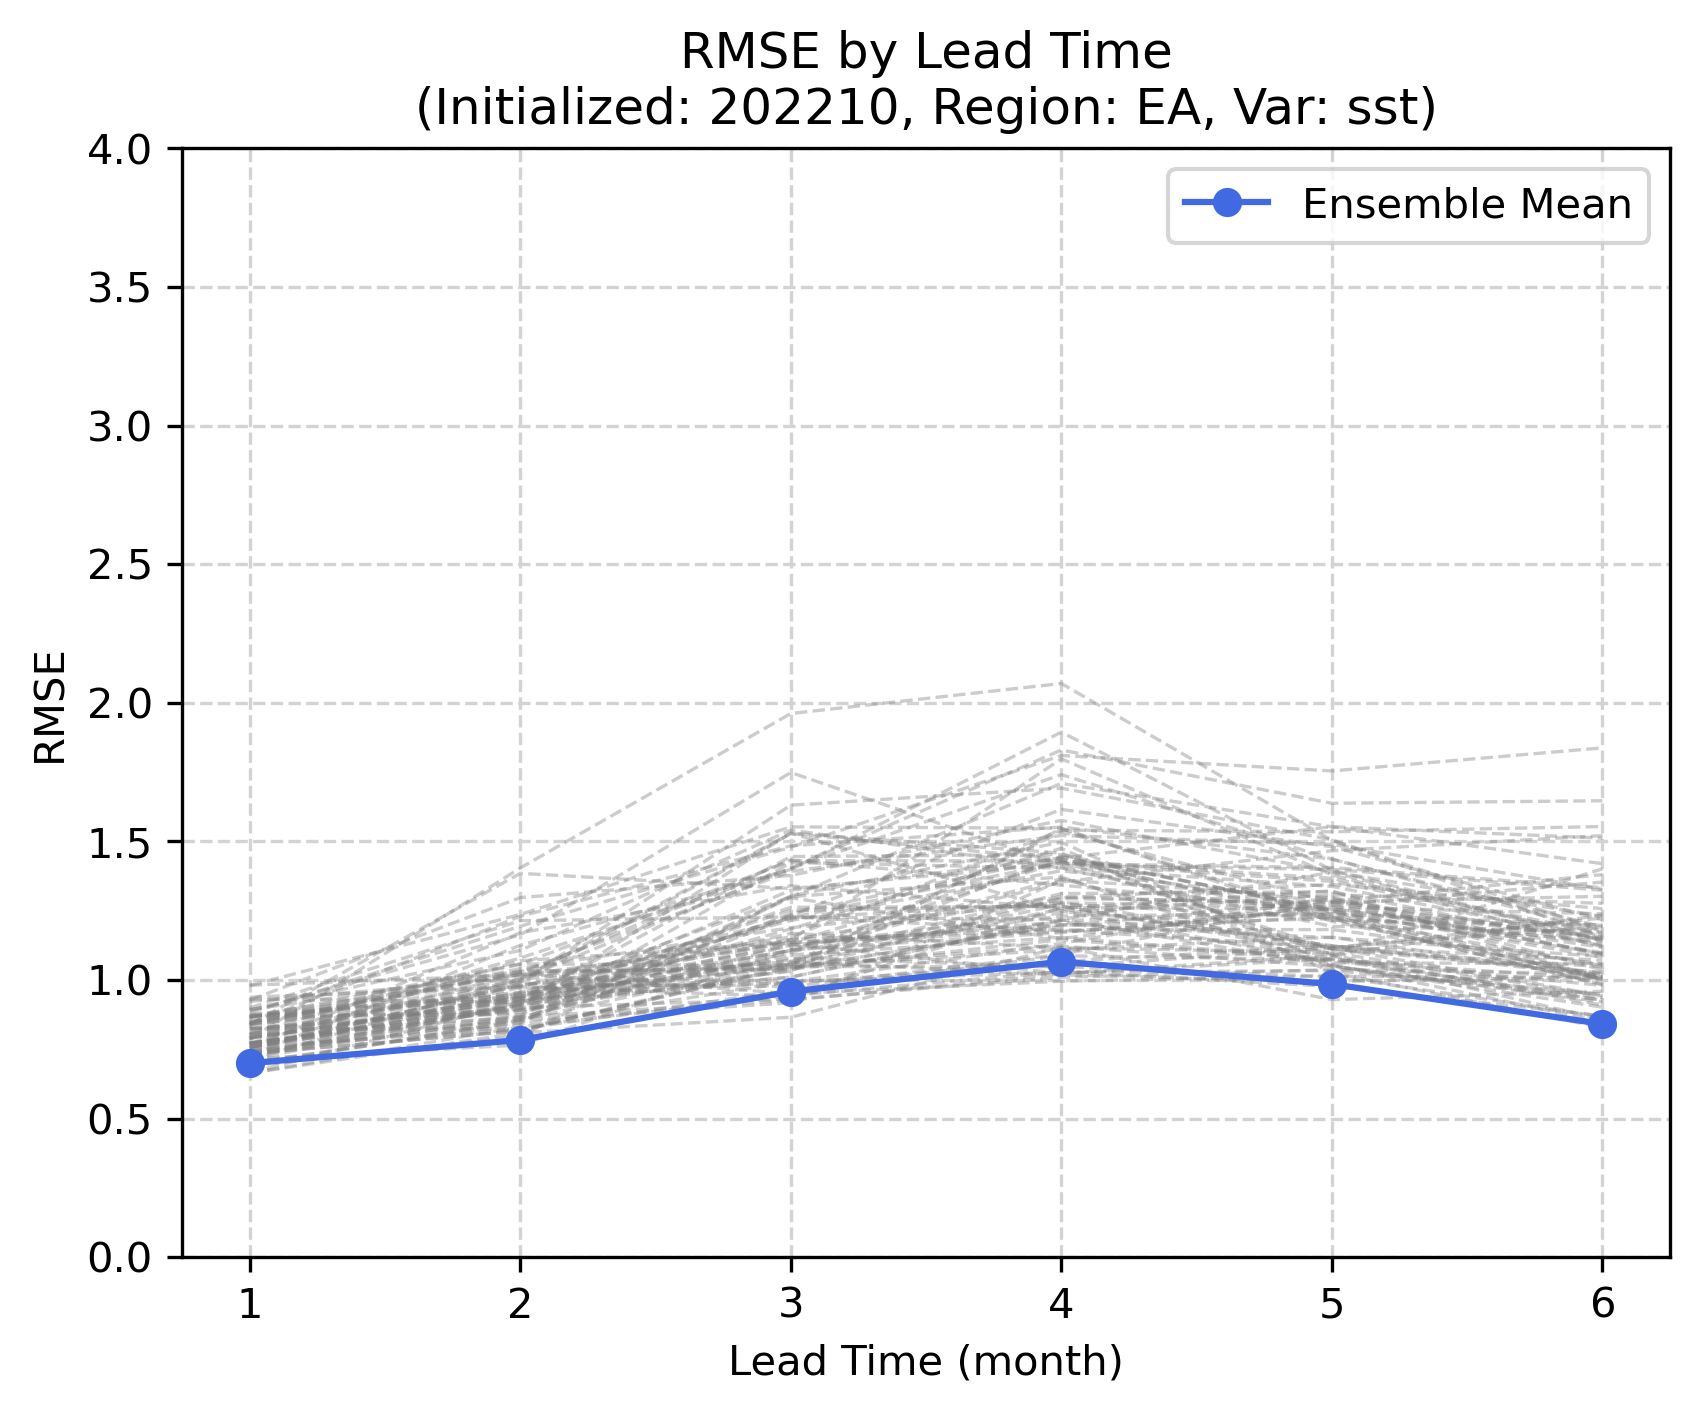 RMSE by Lead Time
(Initialized: 202210, Region: EA, Var: sst)
Ensemble Mean
4.0
3.5
3.0
2.5
2.0
1.5
1.0
0.5
0.0
RMSE
1 2 3 4 5 6
Lead Time (month)